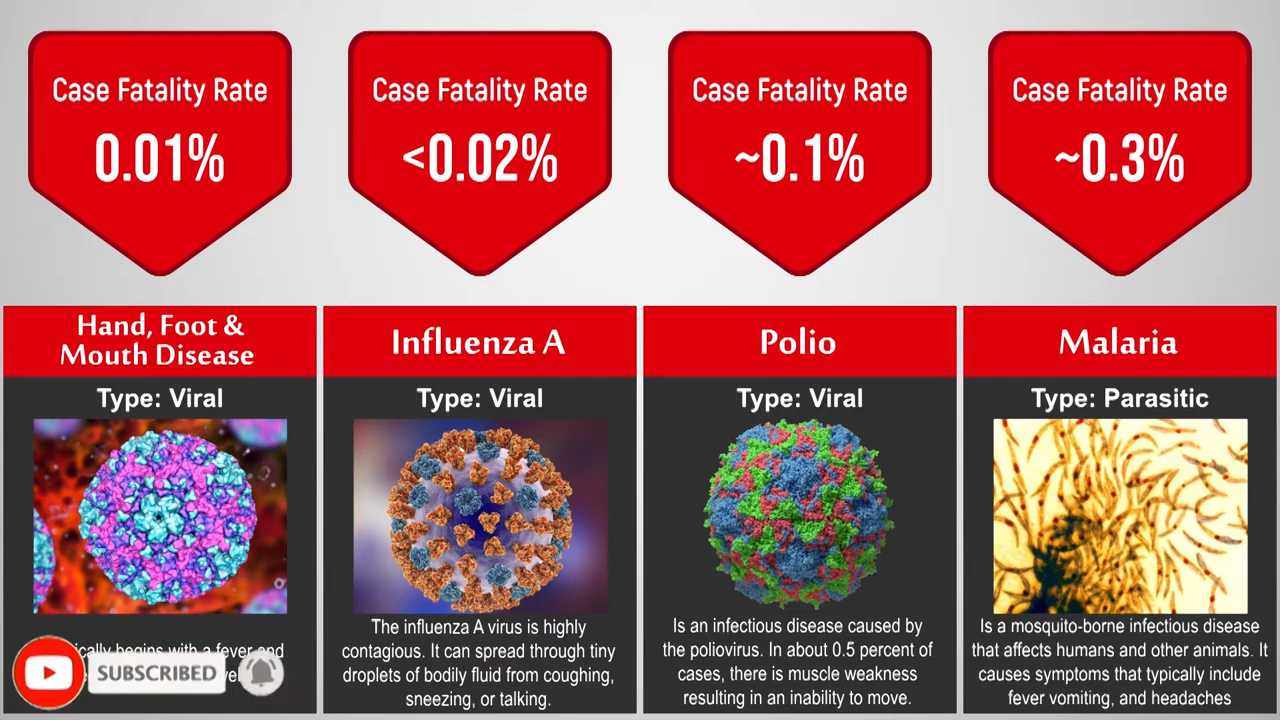 Case Fatality Rate
0.01%
Case Fatality Rate
<0.02%
Case Fatality Rate
~0.1%
Case Fatality Rate
~0.3%
Hand, Foot &
Mouth Disease
Type: Viral
begins with a fever and
SUBSCRIBED
Influenza A
Type: Viral
The influenza A virus is highly
contagious. It can spread through tiny
droplets of bodily fluid from coughing,
sneezing, or talking.
Polio
Type: Viral
Is an infectious disease caused by
the poliovirus. In about 0.5 percent of
cases, there is muscle weakness
resulting in an inability to move.
Malaria
Type: Parasitic
Is a mosquito-borne infectious disease
that affects humans and other animals. It
causes symptoms that typically include
fever vomiting, and headaches